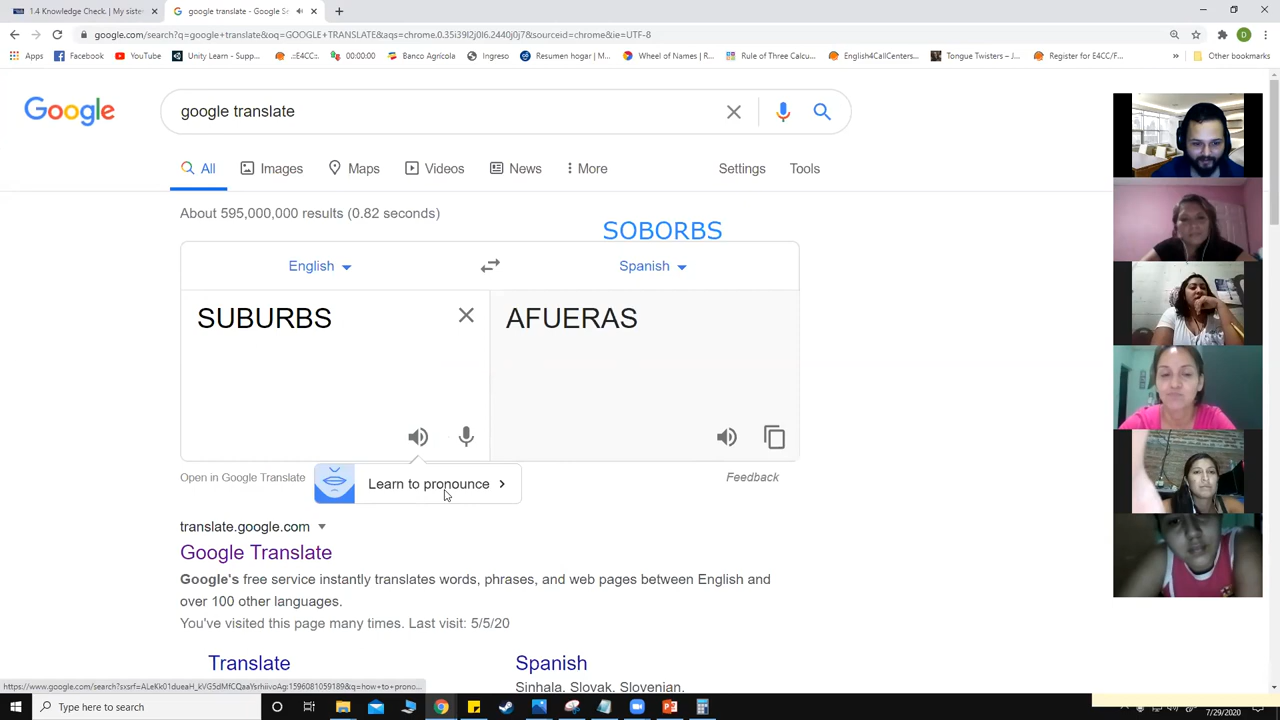 1.4 Knowledge Check. | My siste
google translate - Google Se
google.com/search?q=google+translate&oq=GOOGLE+TRANSLATE&aqs=chrome.0.35i39l2j0l6.2440j0j7&sourceid=chrome&ie=UTF-8
Apps
Facebook
YouTube
Unity Learn - Supp...
::E4CC::
00:00:00
Banco Agrícola
Ingreso
Resumen hogar | M...
Wheel of Names | R...
Rule of Three Calcu...
English4CallCenters...
Tongue Twisters – J...
Register for E4CC/F...
»
Other bookmarks
Google
google translate
All
Images
Maps
Videos
News
More
Settings
Tools
About 595,000,000 results (0.82 seconds)
SOBORBS
English
Spanish
SUBURBS
AFUERAS
Open in Google Translate
Learn to pronounce
Feedback
translate.google.com
Google Translate
Google's free service instantly translates words, phrases, and web pages between English and
over 100 other languages.
You've visited this page many times. Last visit: 5/5/20
Translate
Spanish
Sinhala. Slovak. Slovenian.
Type here to search
7/29/2020